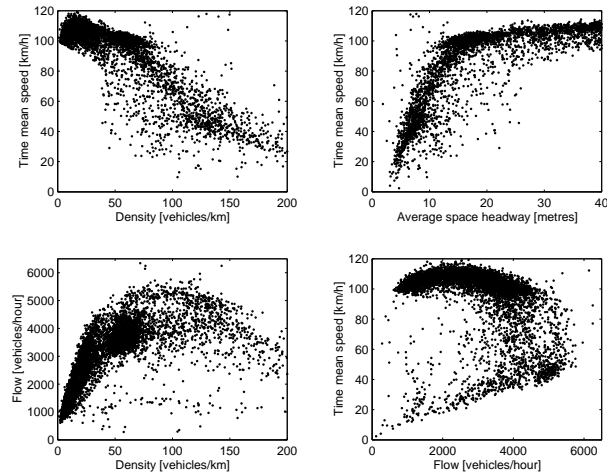 120
100
80
60
40
20
0
Time mean speed [km/h]
0 50 100 150 200
Density [vehicles/km]
120
100
80
60
40
20
0
Time mean speed [km/h]
0 10 20 30 40
Average space headway [metres]
6000
5000
4000
3000
2000
1000
0
Flow [vehicles/hour]
0 50 100 150 200
Density [vehicles/km]
120
100
80
60
40
20
0
Time mean speed [km/h]
0 2000 4000 6000
Flow [vehicles/hour]